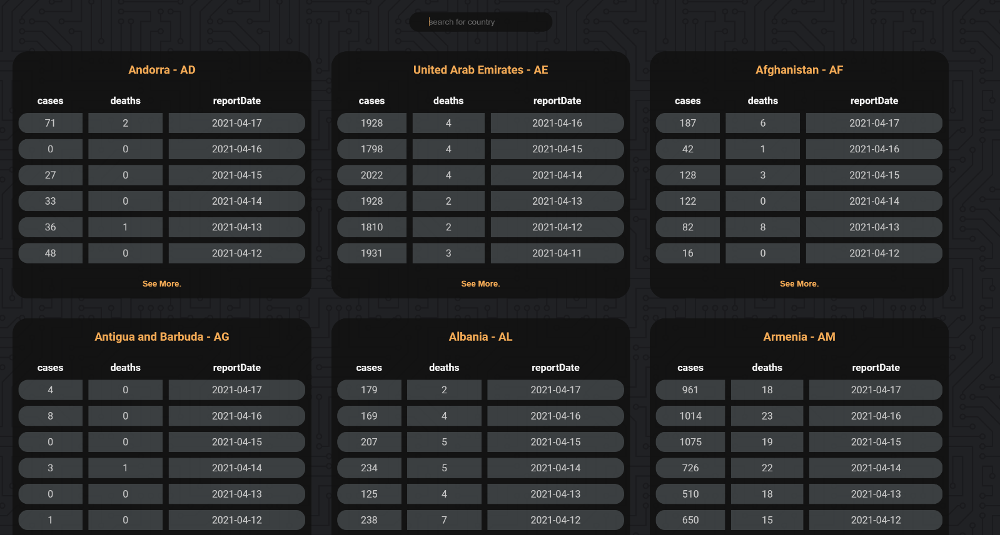 search for country
Andorra - AD
cases deaths reportDate
71 2 2021-04-17
0 0 2021-04-16
27 0 2021-04-15
33 0 2021-04-14
36 1 2021-04-13
48 0 2021-04-12
See More.
United Arab Emirates - AE
cases deaths reportDate
1928 4 2021-04-16
1798 4 2021-04-15
2022 4 2021-04-14
1928 2 2021-04-13
1810 2 2021-04-12
1931 3 2021-04-11
See More.
Afghanistan - AF
cases deaths reportDate
187 6 2021-04-17
42 1 2021-04-16
128 3 2021-04-15
122 0 2021-04-14
82 8 2021-04-13
16 0 2021-04-12
See More.
Antigua and Barbuda - AG
cases deaths reportDate
4 0 2021-04-17
8 0 2021-04-16
0 0 2021-04-15
3 1 2021-04-14
0 0 2021-04-13
1 0 2021-04-12
Albania - AL
cases deaths reportDate
179 2 2021-04-17
169 4 2021-04-16
207 5 2021-04-15
234 5 2021-04-14
125 4 2021-04-13
238 7 2021-04-12
Armenia - AM
cases deaths reportDate
961 18 2021-04-17
1014 23 2021-04-16
1075 19 2021-04-15
726 22 2021-04-14
510 18 2021-04-13
650 15 2021-04-12